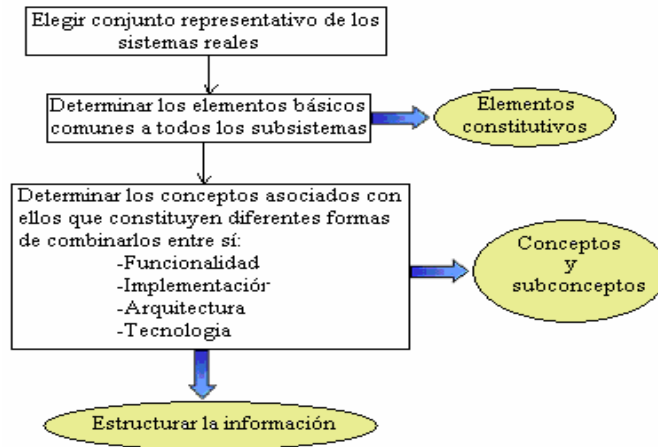 Elegir conjunto representativo de los
sistemas reales
Determinar los elementos básicos
comunes a todos los subsistemas
Elementos
constitutivos
Determinar los conceptos asociados con
ellos que constituyen diferentes formas
de combinarlos entre sí:
-Funcionalidad
-Implementaciór
-Arquitectura
-Tecnologia
Conceptos
y
subconceptos
Estructurar la información